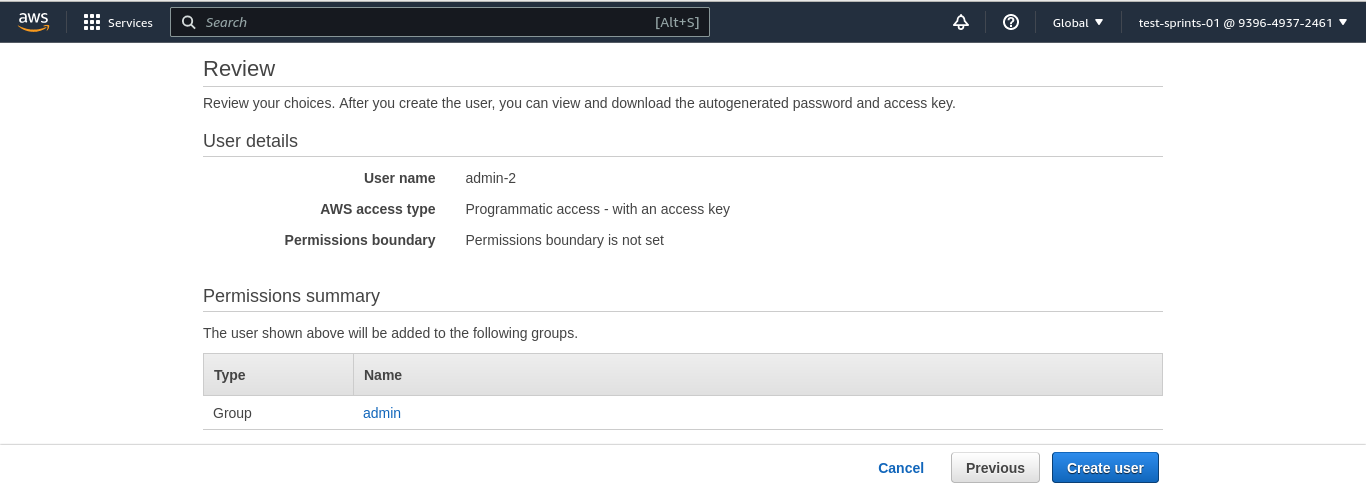 aws Services Search [Alt+S] Global test-sprints-01 @ 9396-4937-2461
Review
Review your choices. After you create the user, you can view and download the autogenerated password and access key.
User details
User name admin-2
AWS access type Programmatic access - with an access key
Permissions boundary Permissions boundary is not set
Permissions summary
The user shown above will be added to the following groups.
Type Name
Group admin
Cancel Previous Create user